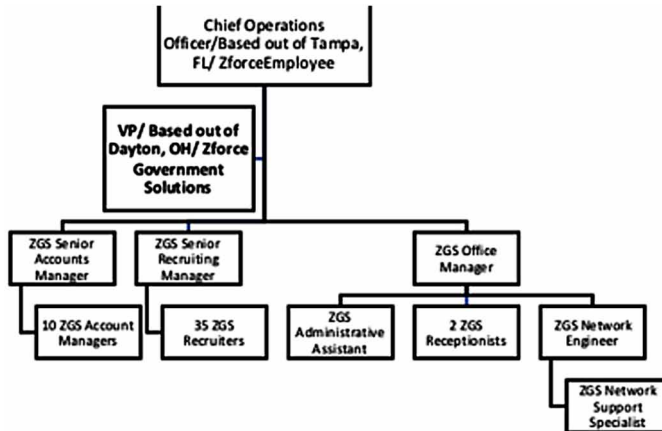 Chief Operations
Officer/Based out of Tampa,
FL/ ZforceEmployee
VP/ Based out of
Dayton, OH/ Zforce
Government
Solutions
ZGS Senior
Accounts
Manager
ZGS Senior
Recruiting
Manager
ZGS Office
Manager
10 ZGS Account
Managers
35 ZGS
Recruiters
ZGS
Administrative
Assistant
2 ZGS
Receptionists
ZGS Network
Engineer
ZGS Network
Support
Specialist